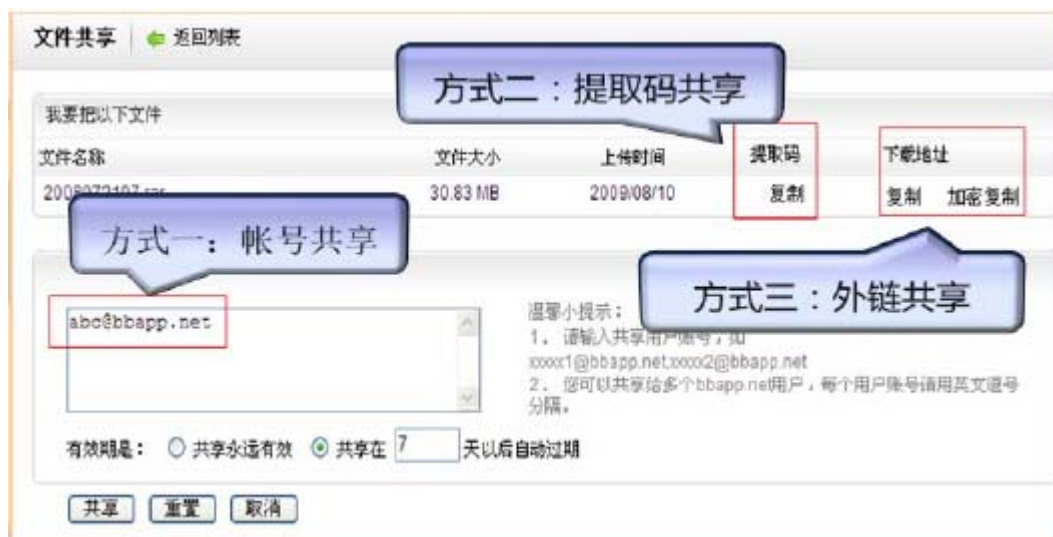 文件共享 返回列表
方式二：提取码共享
我要把以下文件
文件名称 文件大小 上传时间 提取码 下载地址
30.83 MB 2009/08/10 复制 复制 加密复制
方式一：帐号共享
方式三：外链共享
abc@bbapp.net
温馨小提示：
1. 请输入共享用户账号，如
xxxxx1@bbapp.net,xxxxx2@bbapp.net
2. 您可以共享给多个bbapp.net用户，每个用户账号请用英文逗号
分隔。
有效期是： 共享永远有效 共享在 7 天以后自动过期
共享 重置 取消